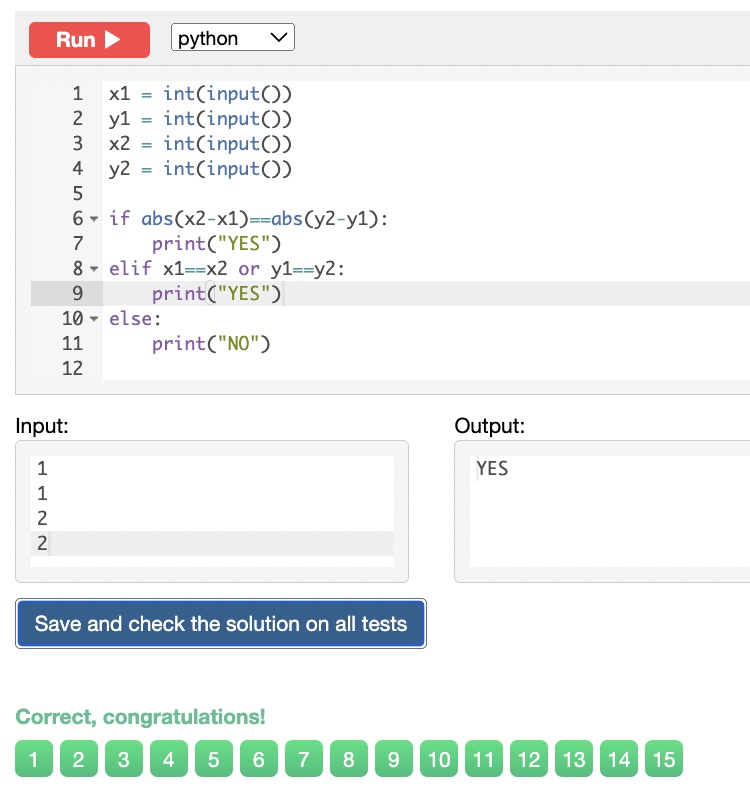 Run
python
1 x1 = int(input())
2 y1 = int(input())
3 x2 = int(input())
4 y2 = int(input())
5
6 if abs(x2-x1)==abs(y2-y1):
7     print("YES")
8 elif x1==x2 or y1==y2:
9     print("YES")
10 else:
11     print("NO")
12
Input: Output:
1 YES
1
2
2
Save and check the solution on all tests
Correct, congratulations!
1 2 3 4 5 6 7 8 9 10 11 12 13 14 15